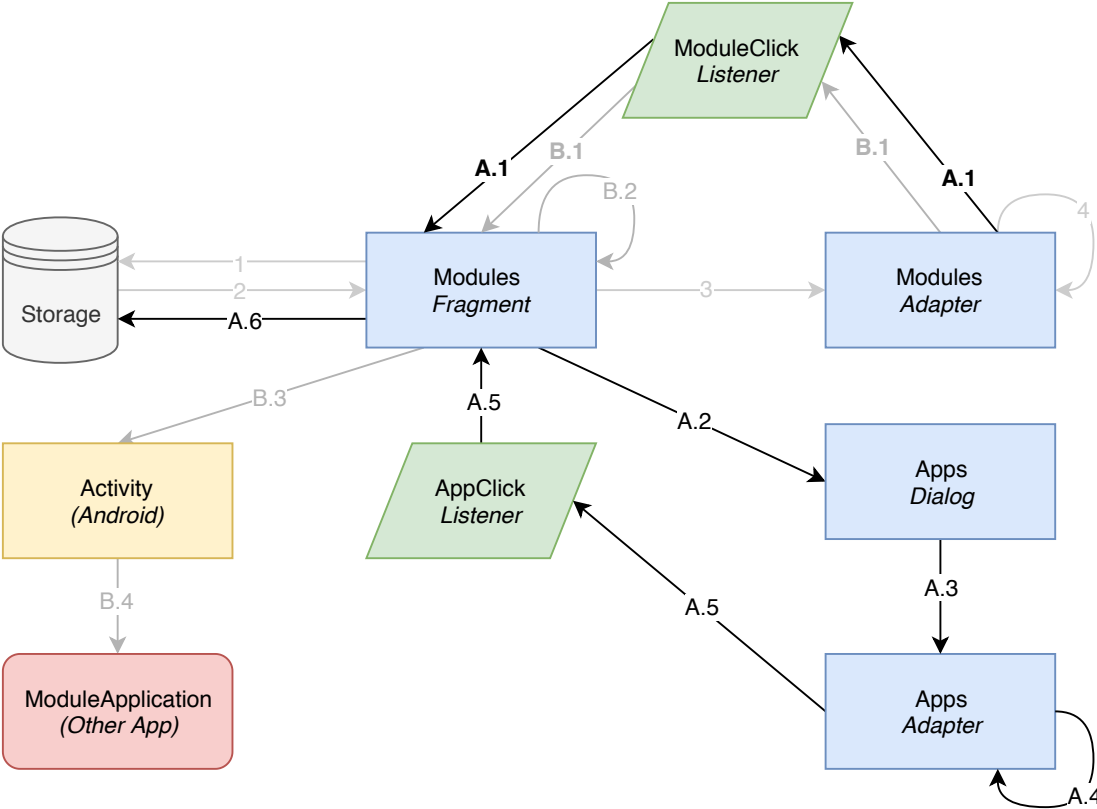 ModuleClick
Listener
A.1
B.1
B.1
A.1
B.2
4
Storage
1
2
A.6
Modules
Fragment
3
Modules
Adapter
B.3
A.5
A.2
Activity
(Android)
AppClick
Listener
Apps
Dialog
B.4
A.5
A.3
ModuleApplication
(Other App)
Apps
Adapter
A.4